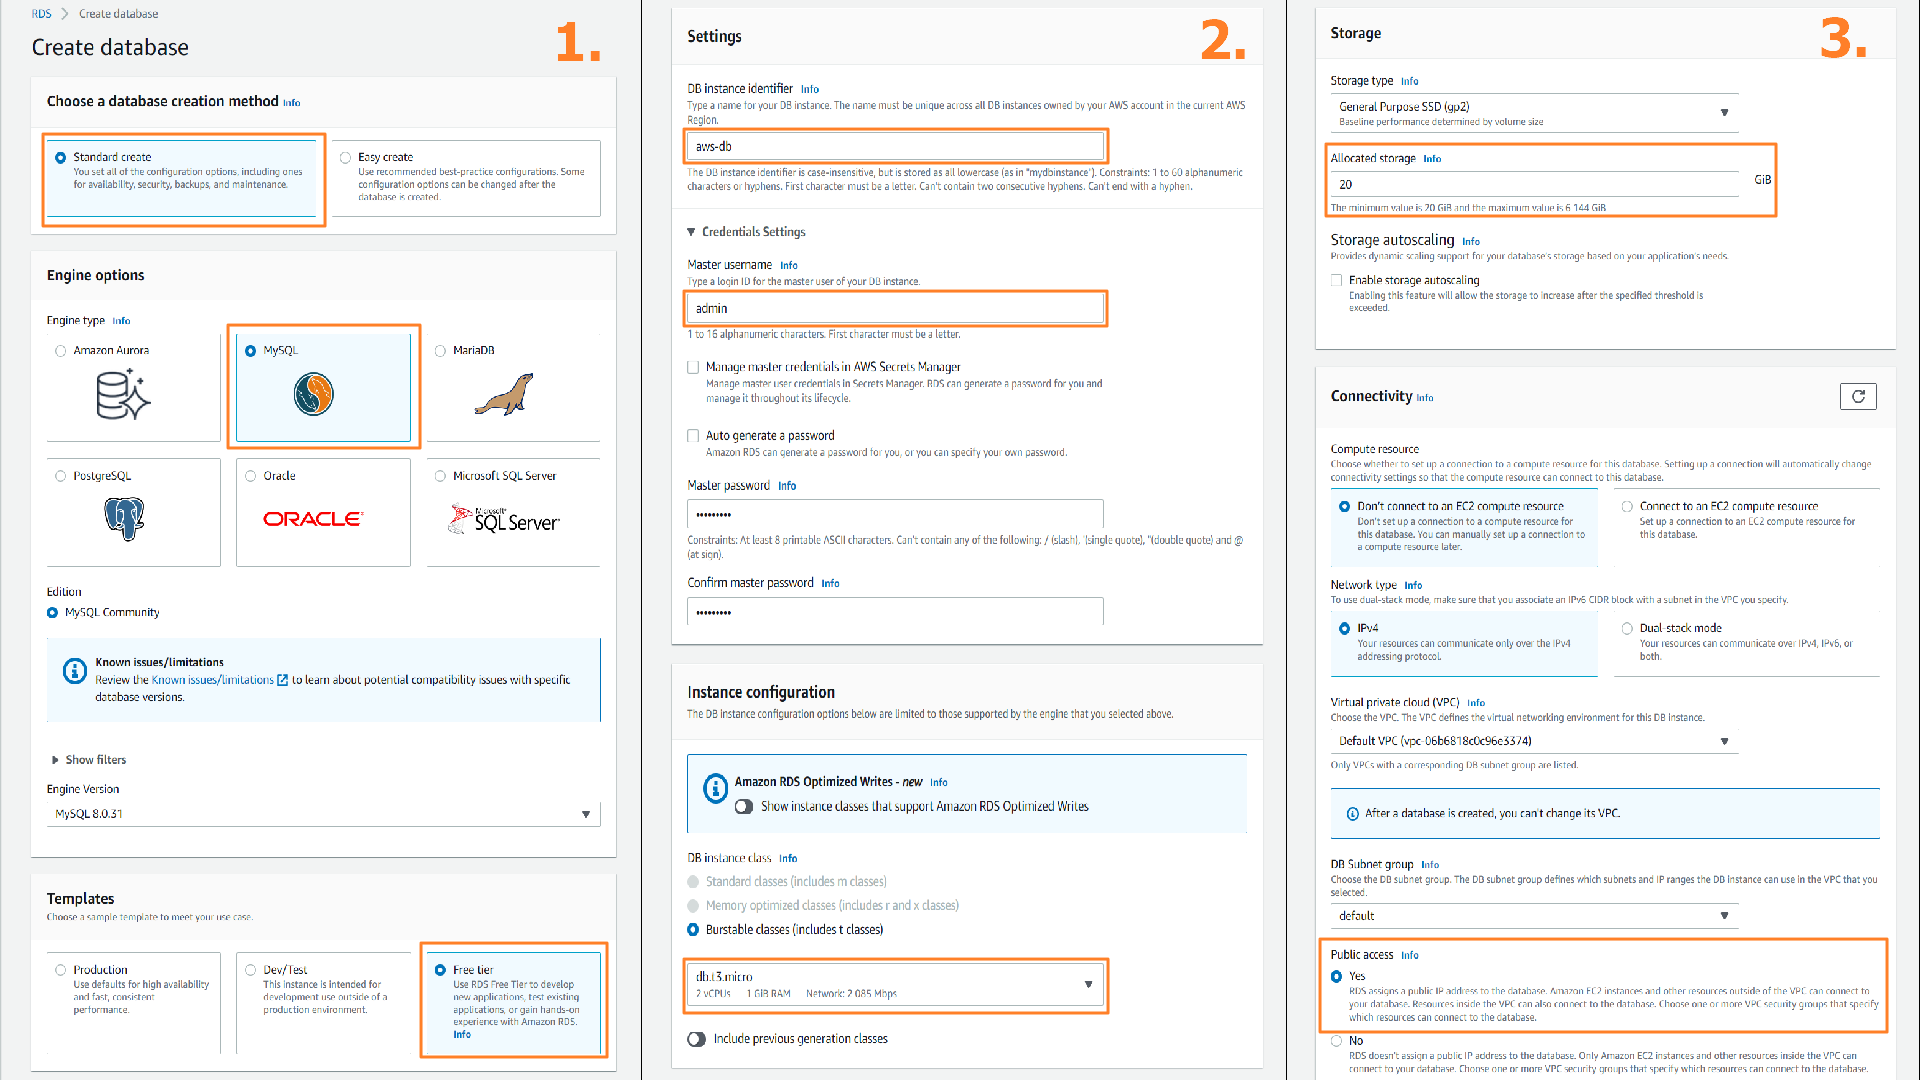 RDS > Create database
1.
Create database
Choose a database creation method Info
Standard create
You set all of the configuration options, including ones
for availability, security, backups, and maintenance.
Easy create
Use recommended best-practice configurations. Some
configuration options can be changed after the
database is created.
Engine options
Engine type Info
Amazon Aurora
MySQL
MariaDB
PostgreSQL
Oracle
ORACLE
Microsoft SQL Server
Microsoft
SQL Server
Edition
MySQL Community
Known issues/limitations
Review the Known issues/limitations to learn about potential compatibility issues with specific
database versions.
Show filters
Engine Version
MySQL 8.0.31
Templates
Choose a sample template to meet your use case.
Production
Use defaults for high availability
and fast, consistent
performance.
Dev/Test
This instance is intended for
development use outside of a
production environment.
Free tier
Use RDS Free Tier to develop
new applications, test existing
applications, or gain hands-on
experience with Amazon RDS.
Info
2.
Settings
DB instance identifier Info
Type a name for your DB instance. The name must be unique across all DB instances owned by your AWS account in the current AWS
Region.
aws-db
The DB instance identifier is case-insensitive, but is stored as all lowercase (as in "mydbinstance"). Constraints: 1 to 60 alphanumeric
characters or hyphens. First character must be a letter. Can't contain two consecutive hyphens. Can't end with a hyphen.
Credentials Settings
Master username Info
Type a login ID for the master user of your DB instance.
admin
1 to 16 alphanumeric characters. First character must be a letter.
Manage master credentials in AWS Secrets Manager
Manage master user credentials in Secrets Manager. RDS can generate a password for you and
manage it throughout its lifecycle.
Auto generate a password
Amazon RDS can generate a password for you, or you can specify your own password.
Master password Info
•••••••••
Constraints: At least 8 printable ASCII characters. Can't contain any of the following: / (slash), '(single quote), "(double quote) and @
(at sign).
Confirm master password Info
•••••••••
Instance configuration
The DB instance configuration options below are limited to those supported by the engine that you selected above.
Amazon RDS Optimized Writes - new Info
Show instance classes that support Amazon RDS Optimized Writes
DB instance class Info
Standard classes (includes m classes)
Memory optimized classes (includes r and x classes)
Burstable classes (includes t classes)
db.t3.micro
2 vCPUs 1 GiB RAM Network: 2 085 Mbps
Include previous generation classes
3.
Storage
Storage type Info
General Purpose SSD (gp2)
Baseline performance determined by volume size
Allocated storage Info
20
GiB
The minimum value is 20 GiB and the maximum value is 6 144 GiB
Storage autoscaling Info
Provides dynamic scaling support for your database's storage based on your application's needs.
Enable storage autoscaling
Enabling this feature will allow the storage to increase after the specified threshold is
exceeded.
Connectivity Info
Compute resource
Choose whether to set up a connection to a compute resource for this database. Setting up a connection will automatically change
connectivity settings so that the compute resource can connect to this database.
Don't connect to an EC2 compute resource
Don't set up a connection to a compute resource for
this database. You can manually set up a connection to
a compute resource later.
Connect to an EC2 compute resource
Set up a connection to an EC2 compute resource for
this database.
Network type Info
To use dual-stack mode, make sure that you associate an IPv6 CIDR block with a subnet in the VPC you specify.
IPv4
Your resources can communicate only over the IPv4
addressing protocol.
Dual-stack mode
Your resources can communicate over IPv4, IPv6, or
both.
Virtual private cloud (VPC) Info
Choose the VPC. The VPC defines the virtual networking environment for this DB instance.
Default VPC (vpc-06b6818c0c96e3374)
Only VPCs with a corresponding DB subnet group are listed.
After a database is created, you can't change its VPC.
DB Subnet group Info
Choose the DB subnet group. The DB subnet group defines which subnets and IP ranges the DB instance can use in the VPC that you
selected.
default
Public access Info
Yes
RDS assigns a public IP address to the database. Amazon EC2 instances and other resources outside of the VPC can connect to
your database. Resources inside the VPC can also connect to the database. Choose one or more VPC security groups that specify
which resources can connect to the database.
No
RDS doesn't assign a public IP address to the database. Only Amazon EC2 instances and other resources inside the VPC can
connect to your database. Choose one or more VPC security groups that specify which resources can connect to the database.